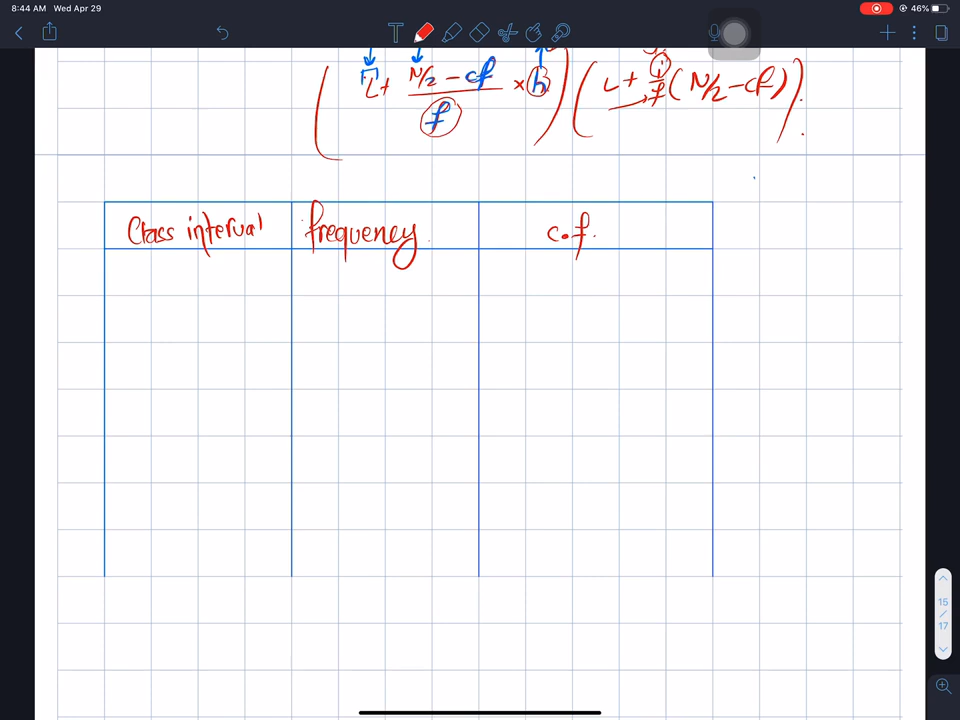 8:44 AM Wed Apr 29
46%
( L + N/2 - cf / f × h ) ( L + i/f ( N/2 - cf ) ) .
Class interval frequency c.f.
15
/
17